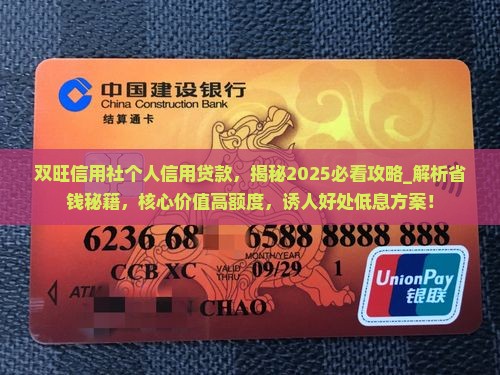 中国建设银行
China Construction Bank
结算通卡
双旺信用社个人信用贷款，揭秘2025必看攻略_解析省
钱秘籍，核心价值高额度，诱人好处低息方案！
6236 68 6588 8888 888
MONTH/YEAR
CCB XC VALID THRU 09/29 1
ATM
CHAO
UnionPay
银联